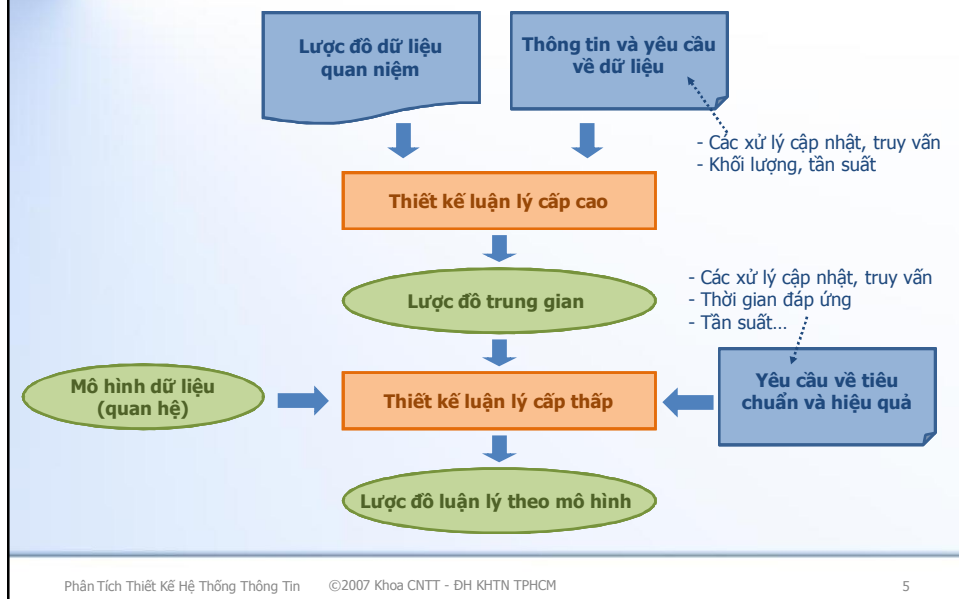 Lược đồ dữ liệu
quan niệm
Thông tin và yêu cầu
về dữ liệu
- Các xử lý cập nhật, truy vấn
- Khối lượng, tần suất
Thiết kế luận lý cấp cao
Lược đồ trung gian
- Các xử lý cập nhật, truy vấn
- Thời gian đáp ứng
- Tần suất...
Mô hình dữ liệu
(quan hệ)
Thiết kế luận lý cấp thấp
Yêu cầu về tiêu
chuẩn và hiệu quả
Lược đồ luận lý theo mô hình
Phân Tích Thiết Kế Hệ Thống Thông Tin ©2007 Khoa CNTT - ĐH KHTN TPHCM 5